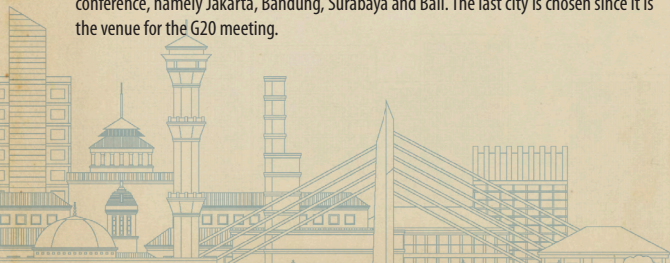 conference, namely Jakarta, Bandung, Surabaya and Bali. The last city is chosen since it is
the venue for the G20 meeting.